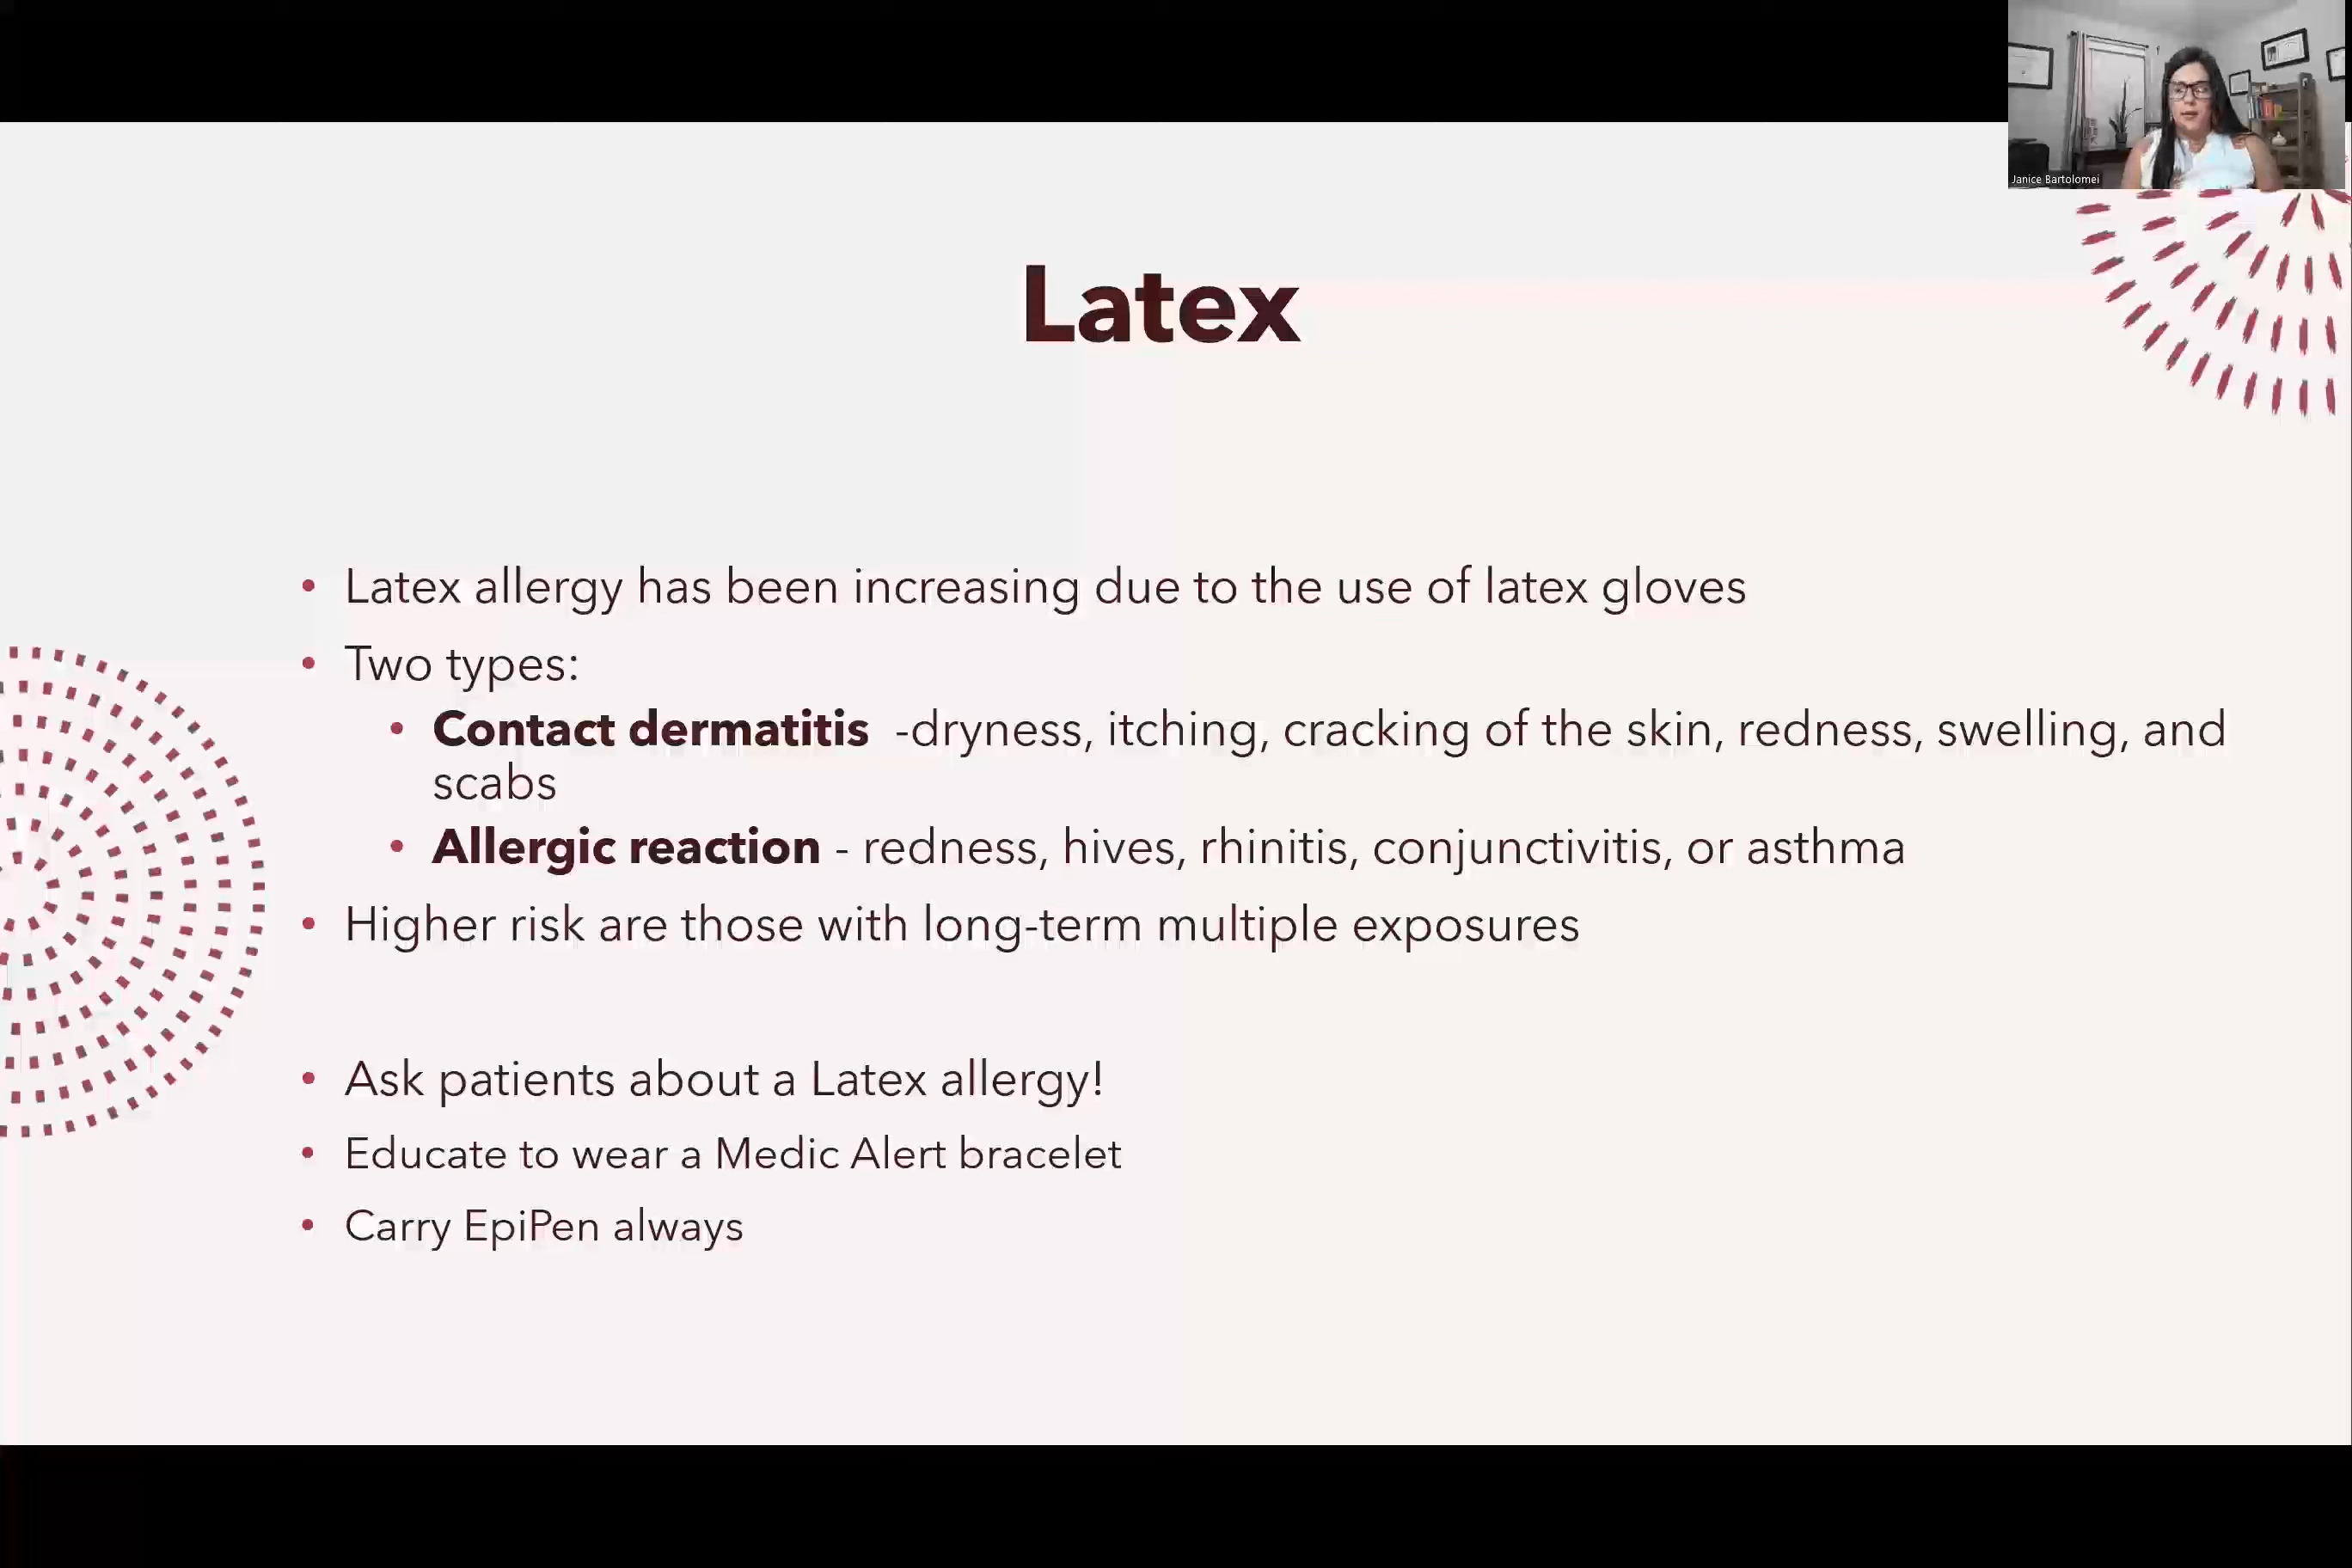 Janice Bartolomei
Latex
• Latex allergy has been increasing due to the use of latex gloves
• Two types:
• Contact dermatitis  -dryness, itching, cracking of the skin, redness, swelling, and
scabs
• Allergic reaction - redness, hives, rhinitis, conjunctivitis, or asthma
• Higher risk are those with long-term multiple exposures
• Ask patients about a Latex allergy!
• Educate to wear a Medic Alert bracelet
• Carry EpiPen always